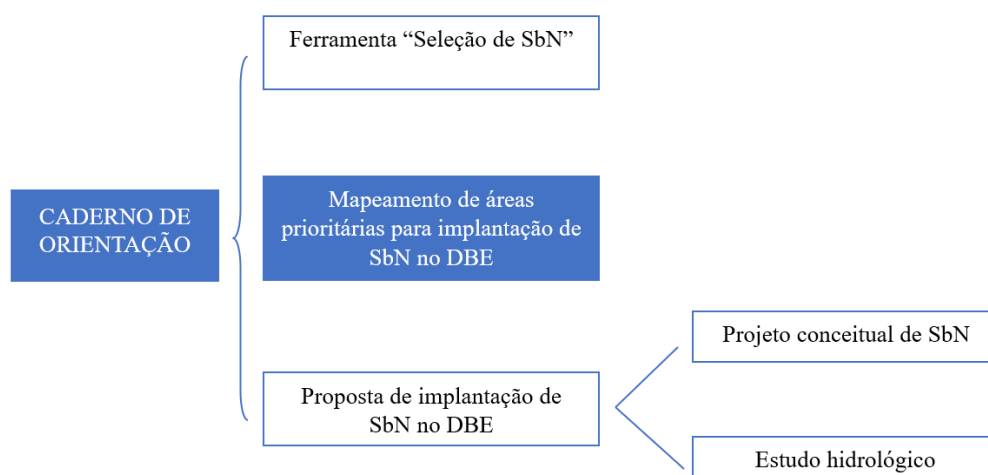 Ferramenta “Seleção de SbN”
CADERNO DE
ORIENTAÇÃO
Mapeamento de áreas
prioritárias para implantação de
SbN no DBE
Proposta de implantação de
SbN no DBE
Projeto conceitual de SbN
Estudo hidrológico